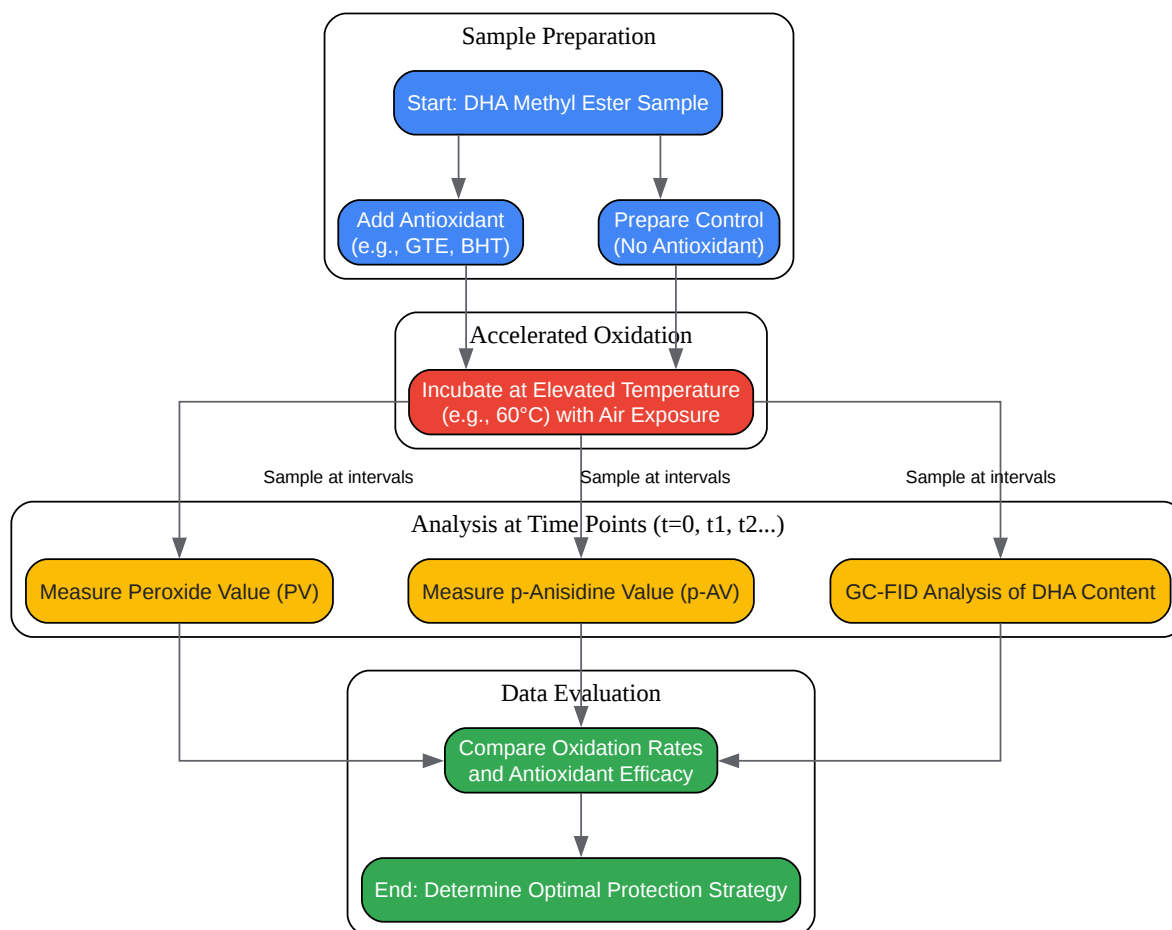 Sample Preparation
Start: DHA Methyl Ester Sample
Add Antioxidant
(e.g., GTE, BHT)
Prepare Control
(No Antioxidant)
Accelerated Oxidation
Incubate at Elevated Temperature
(e.g., 60°C) with Air Exposure
Sample at intervals
Sample at intervals
Sample at intervals
Analysis at Time Points (t=0, t1, t2...)
Measure Peroxide Value (PV)
Measure p-Anisidine Value (p-AV)
GC-FID Analysis of DHA Content
Data Evaluation
Compare Oxidation Rates
and Antioxidant Efficacy
End: Determine Optimal Protection Strategy